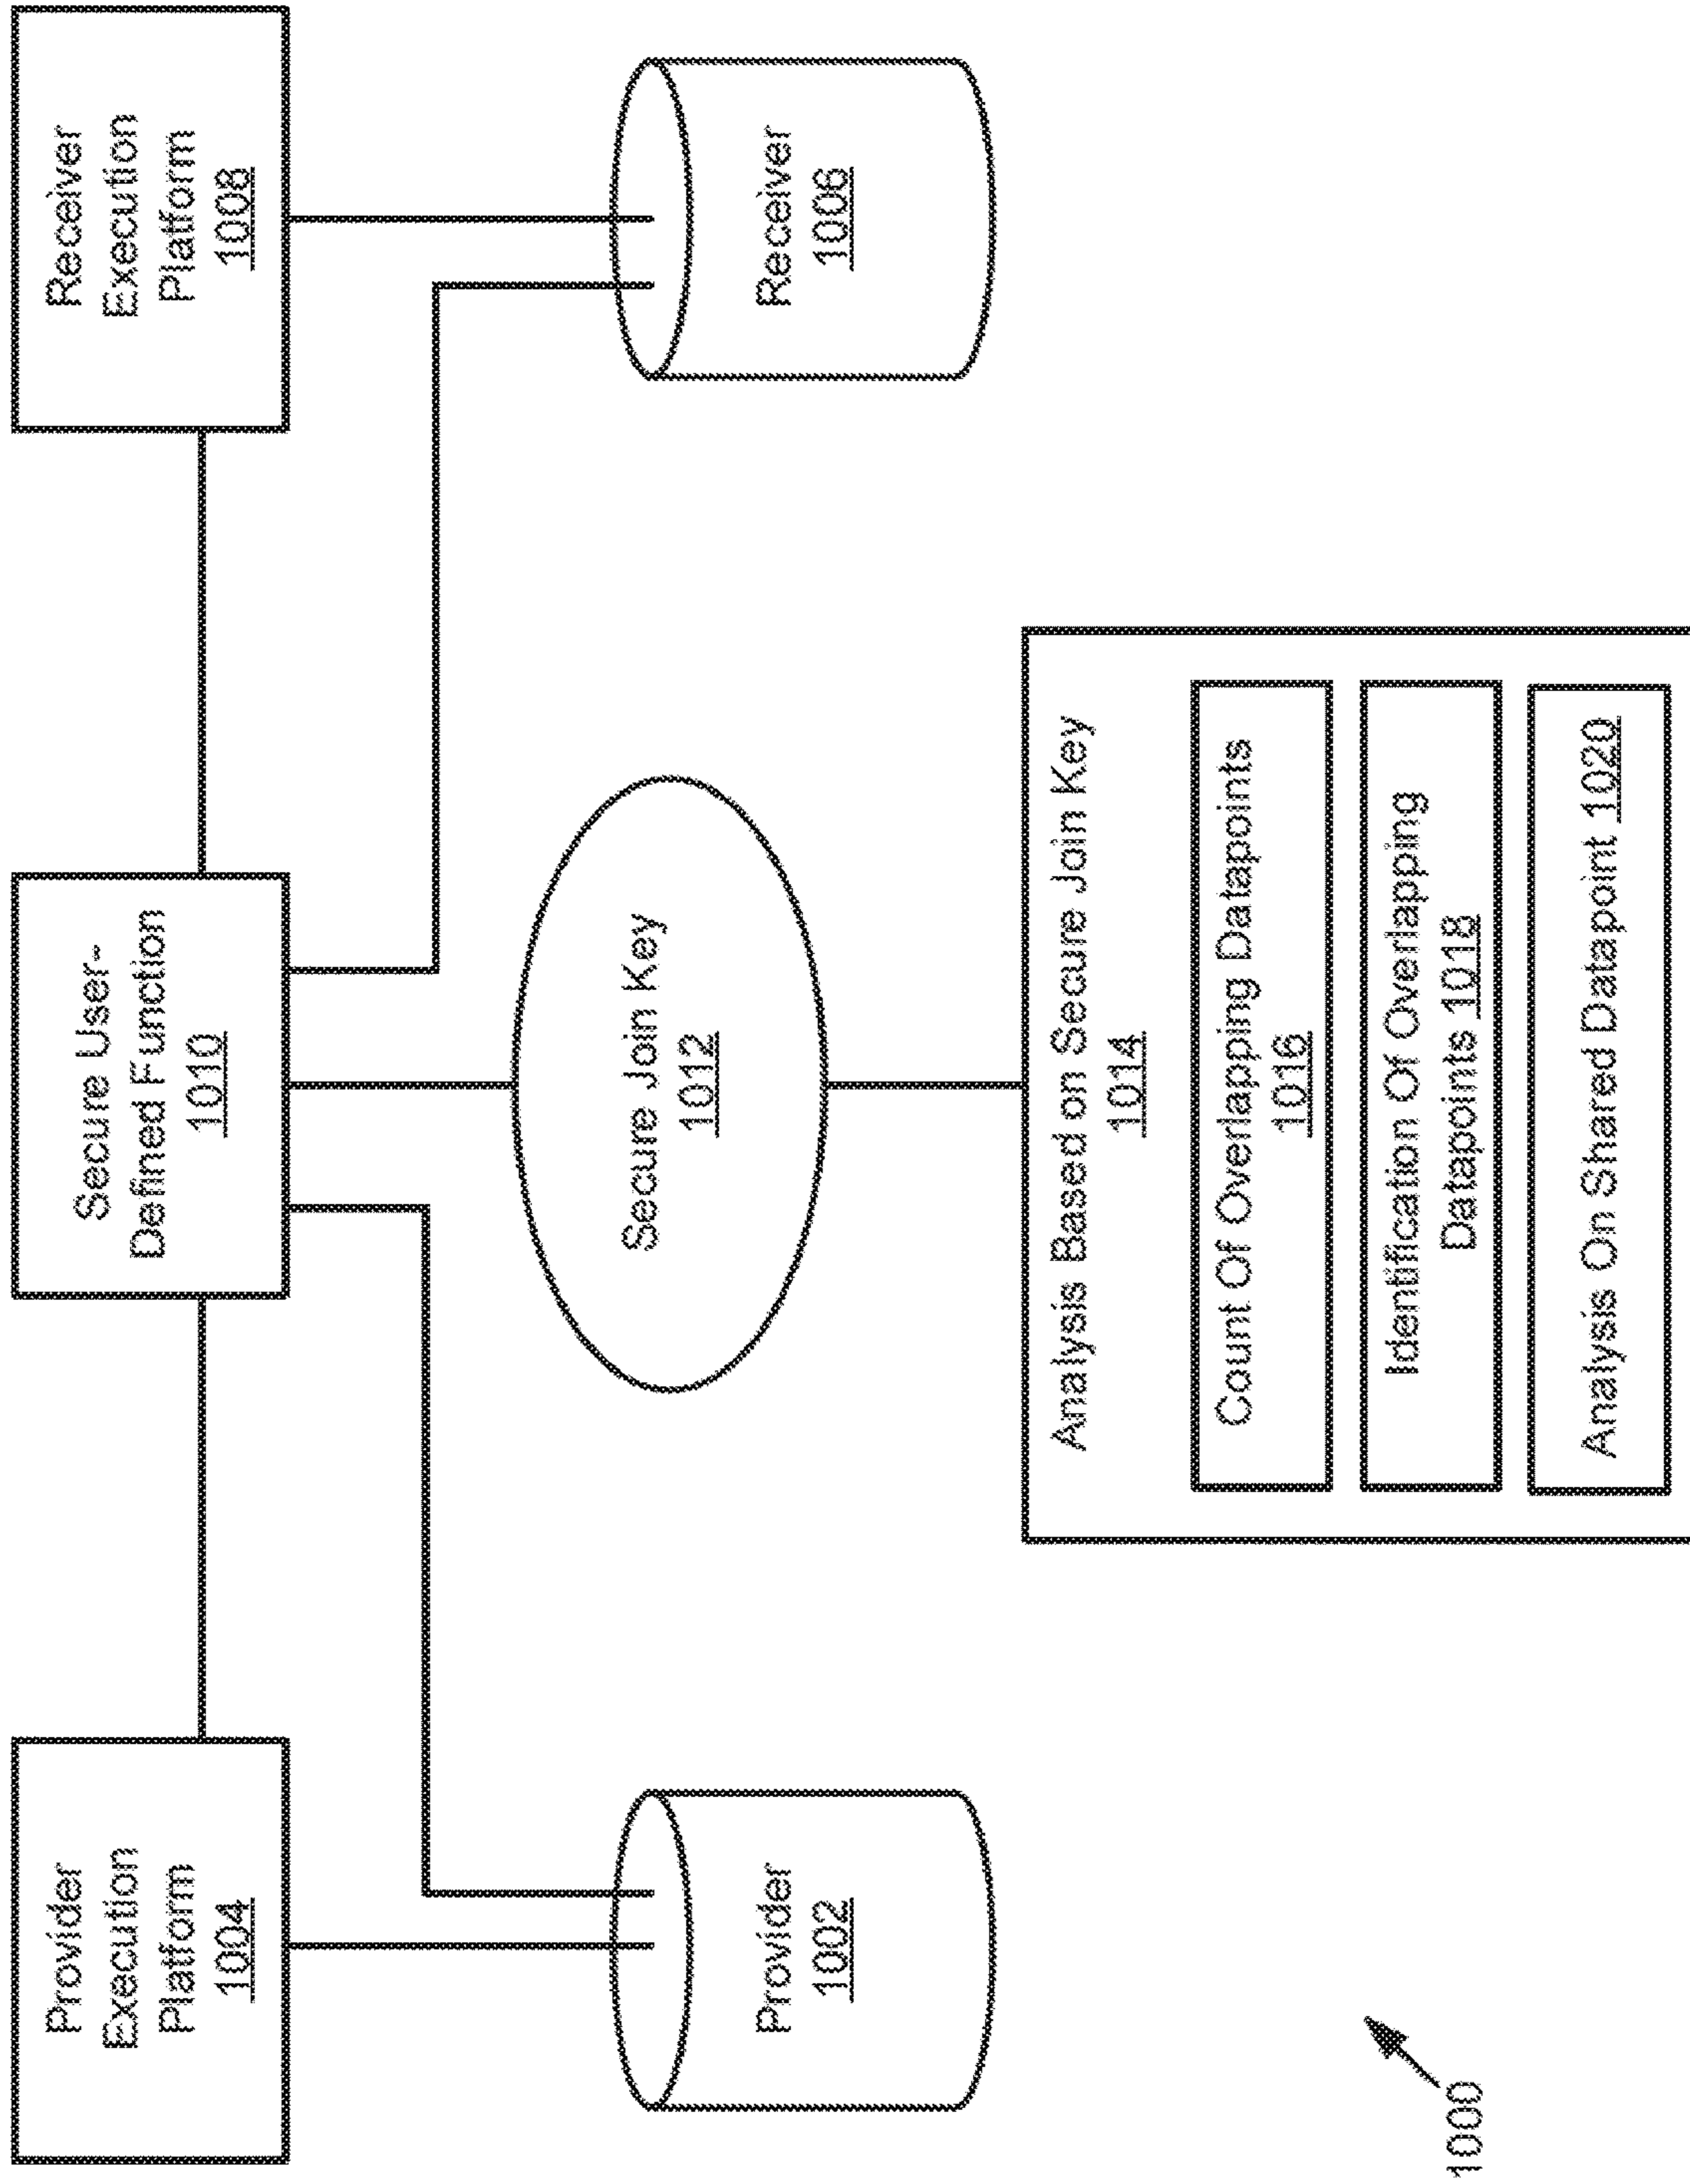 Provider
Execution
Platform
1004
Secure User-
Defined Function
1010
Receiver
Execution
Platform
1008
Provider
1002
Secure Join Key
1012
Receiver
1006
Analysis Based on Secure Join Key
1014
Count Of Overlapping Datapoints
1016
Identification Of Overlapping
Datapoints 1018
Analysis On Shared Datapoint 1020
1000